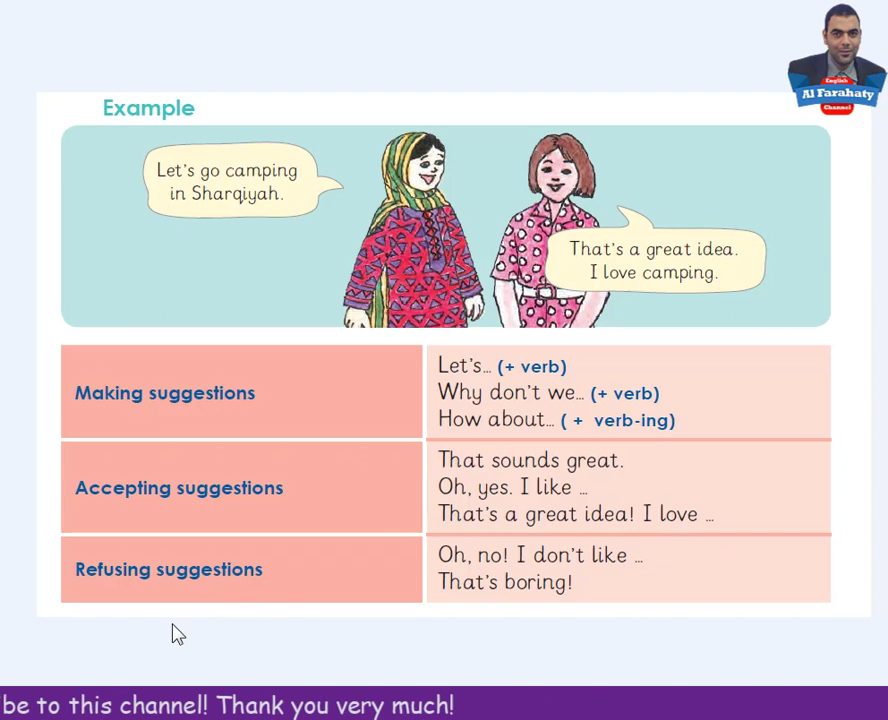 English
Al Farahaty
Channel
Example
Let's go camping
in Sharqiyah.
That's a great idea.
I love camping.
Making suggestions
Let's... (+ verb)
Why don't we... (+ verb)
How about... ( + verb-ing)
Accepting suggestions
That sounds great.
Oh, yes. I like ...
That's a great idea! I love ...
Refusing suggestions
Oh, no! I don't like ...
That's boring!
be to this channel! Thank you very much!